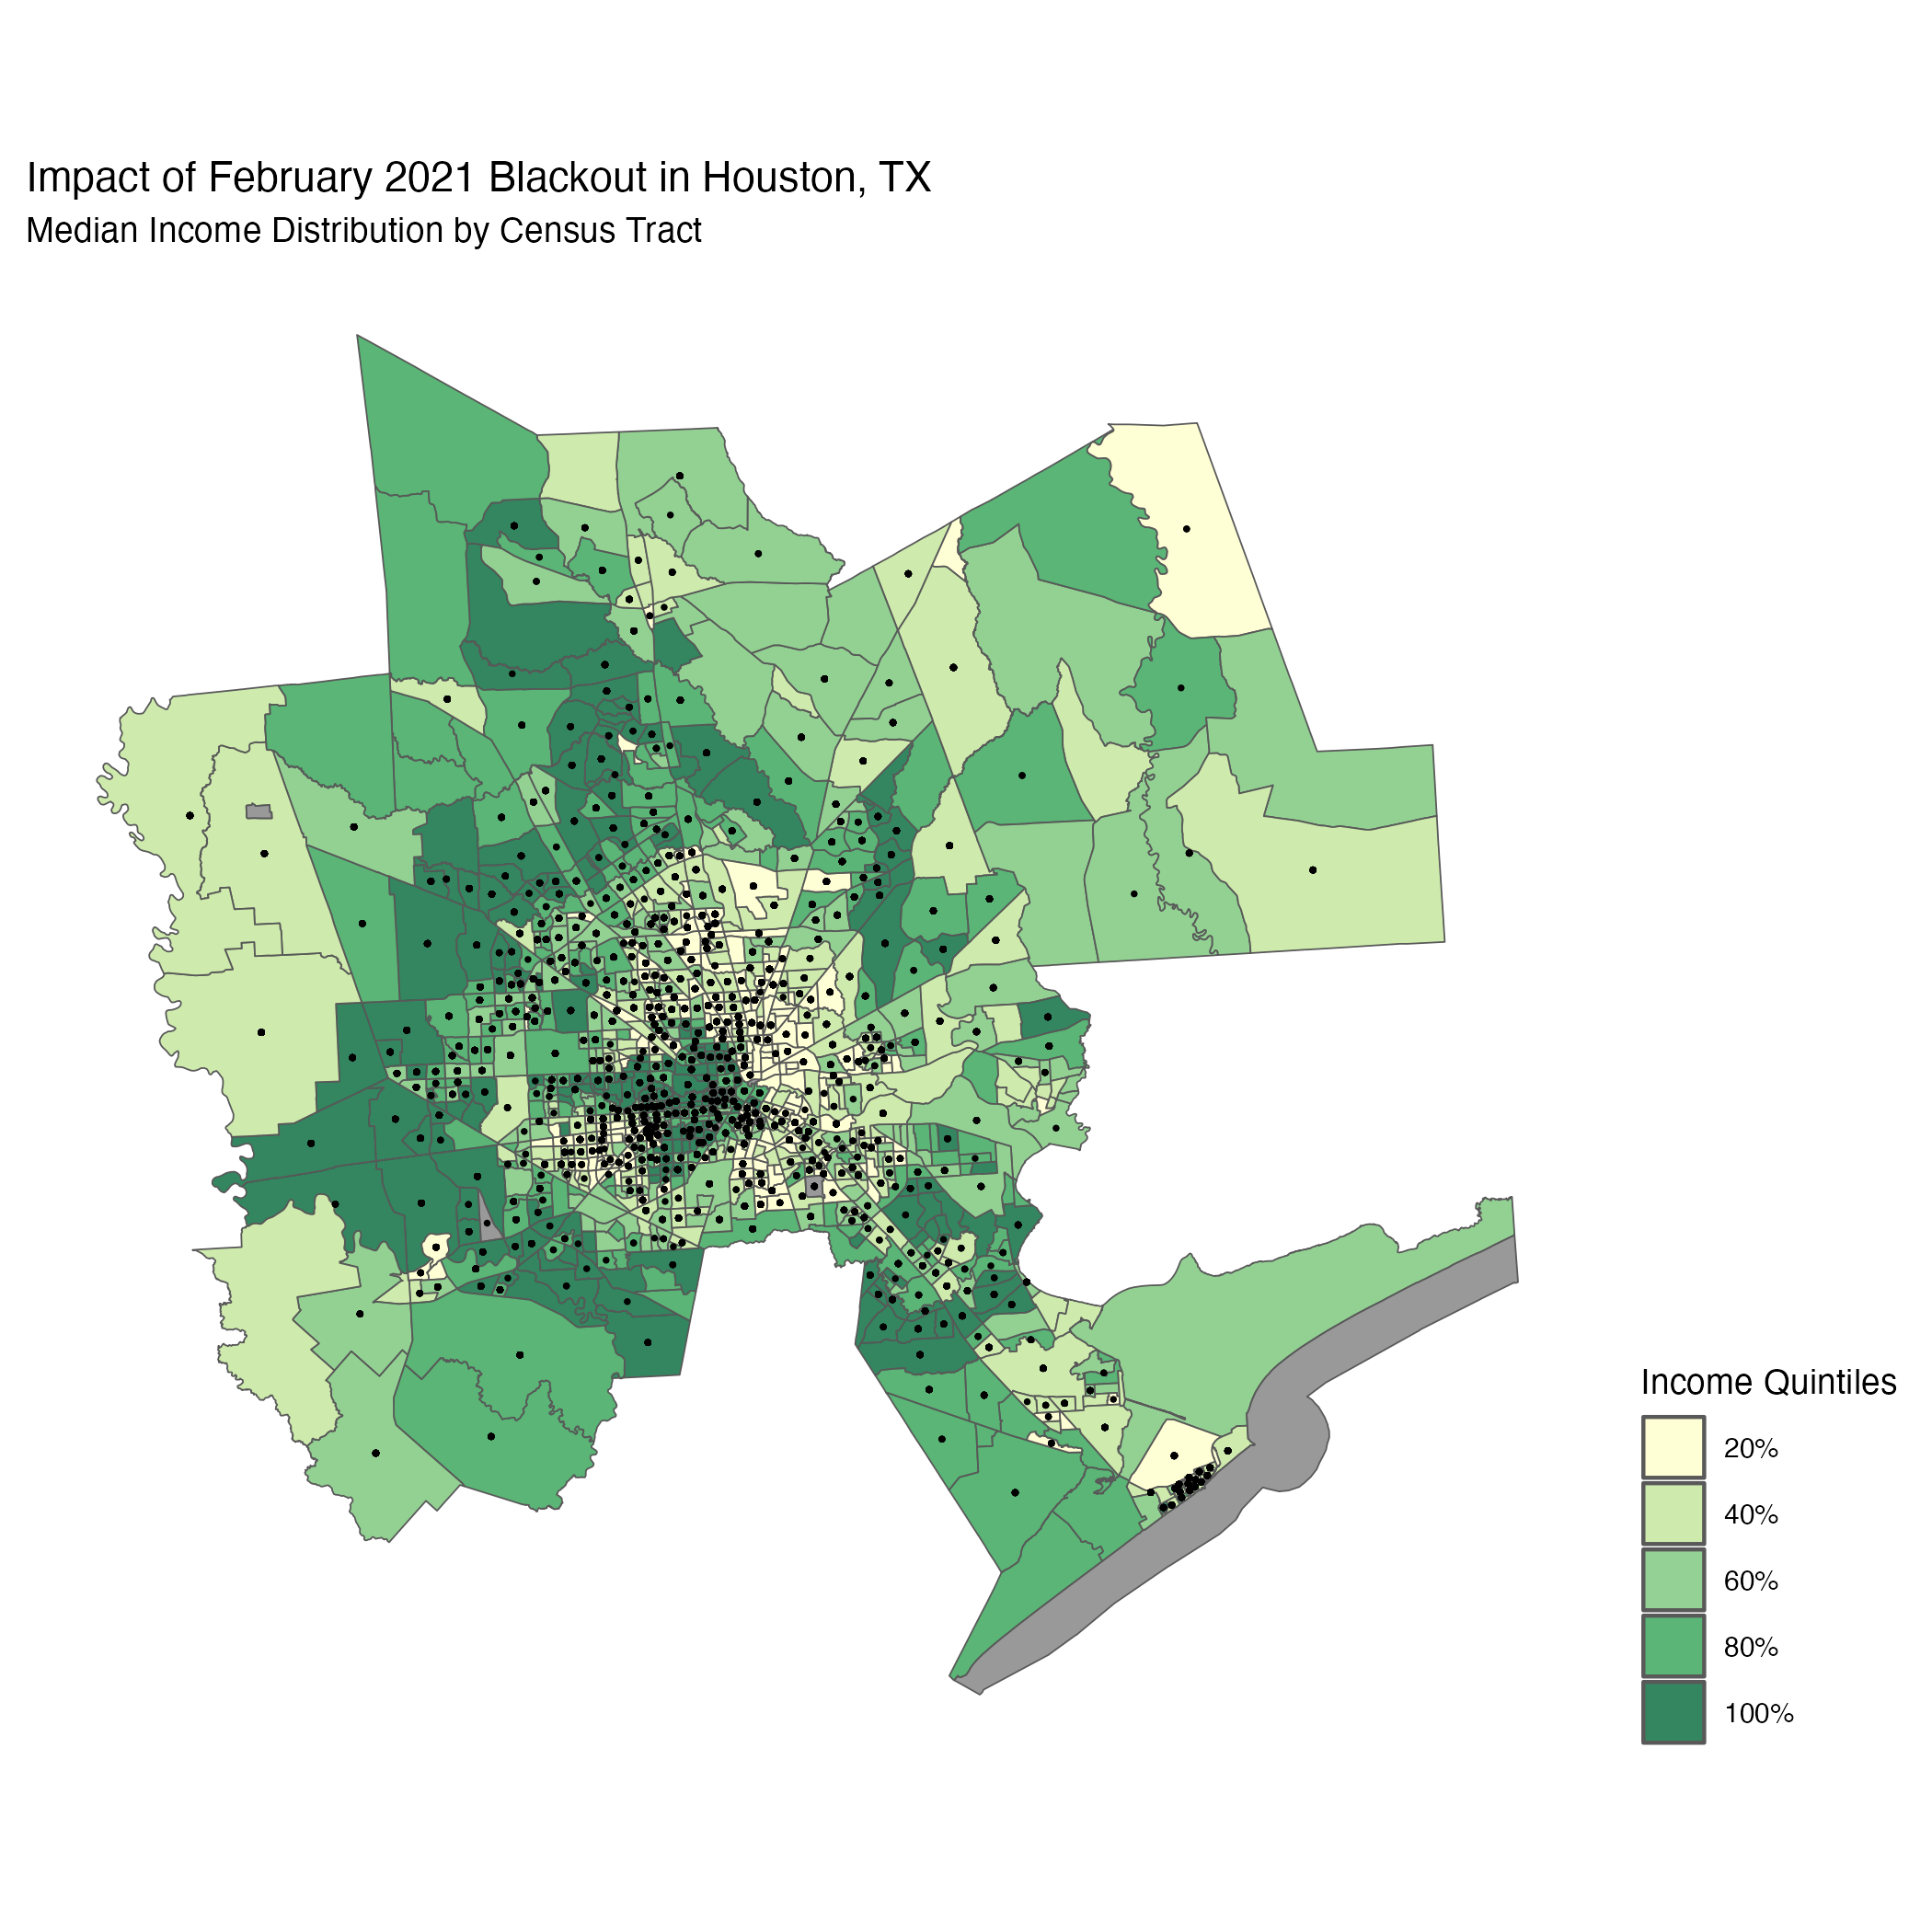 Impact of February 2021 Blackout in Houston, TX
Median Income Distribution by Census Tract
Income Quintiles
20%
40%
60%
80%
100%